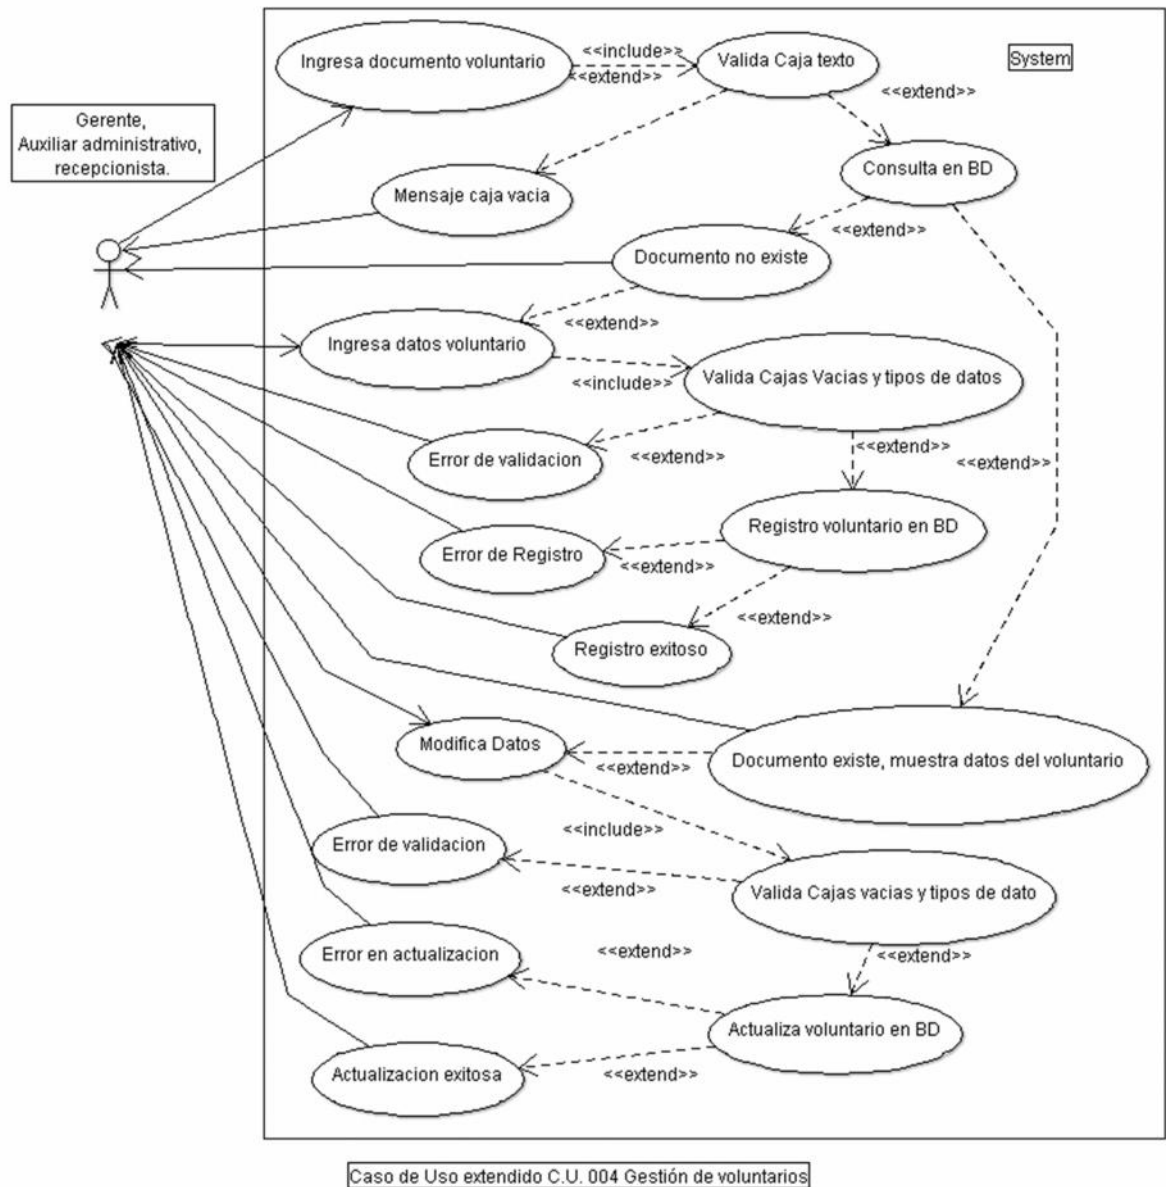 Ingresa documento voluntario
<<include>>
<<extend>>
Valida Caja texto
System
<<extend>>
Gerente,
Auxiliar administrativo,
recepcionista.
Mensaje caja vacia
Consulta en BD
<<extend>>
Documento no existe
<<extend>>
Ingresa datos voluntario
<<include>>
Valida Cajas Vacias y tipos de datos
Error de validacion
<<extend>>
<<extend>>
<<extend>>
Registro voluntario en BD
Error de Registro
<<extend>>
<<extend>>
Registro exitoso
Modifica Datos
<<extend>>
Documento existe, muestra datos del voluntario
<<include>>
Error de validacion
<<extend>>
Valida Cajas vacias y tipos de dato
Error en actualizacion
<<extend>>
<<extend>>
Actualiza voluntario en BD
Actualizacion exitosa
<<extend>>
Caso de Uso extendido C.U. 004 Gestión de voluntarios